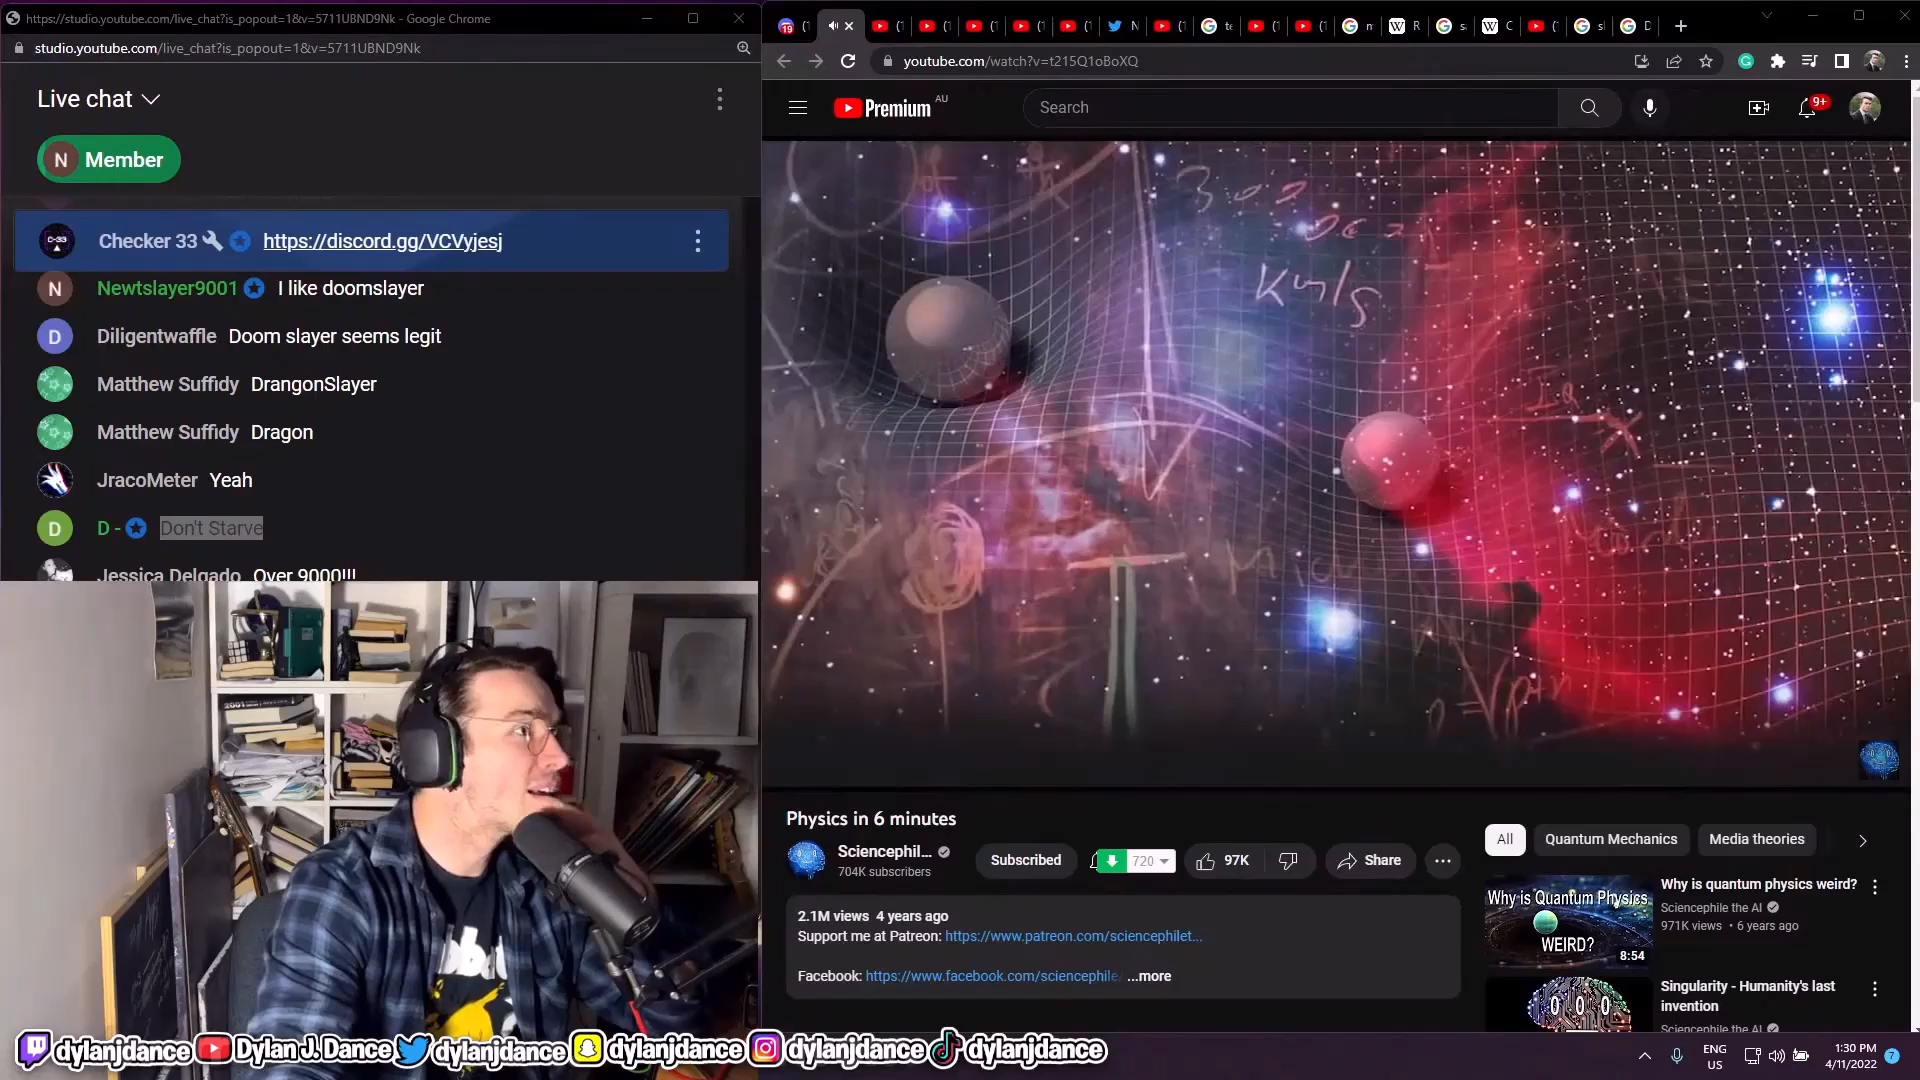 https://studio.youtube.com/live_chat?is_popout=1&v=5711UBND9Nk - Google Chrome
studio.youtube.com/live_chat?is_popout=1&v=5711UBND9Nk
Live chat
N Member
Checker 33 https://discord.gg/VCVyjesj
N Newtslayer9001 I like doomslayer
D Diligentwaffle Doom slayer seems legit
Matthew Suffidy DrangonSlayer
Matthew Suffidy Dragon
JracoMeter Yeah
D D - Don't Starve
Jessica Delgado Over 9000!!!
19
youtube.com/watch?v=t215Q1oBoXQ
Premium AU
Search
9+
Physics in 6 minutes
Sciencephil...
704K subscribers
Subscribed
720
97K
Share
2.1M views 4 years ago
Support me at Patreon: https://www.patreon.com/sciencephilet...
Facebook: https://www.facebook.com/sciencephile ...more
All
Quantum Mechanics
Media theories
Why is Quantum Physics
WEIRD?
8:54
Why is quantum physics weird?
Sciencephile the AI
971K views • 6 years ago
Singularity - Humanity's last
invention
Sciencephile the AI
dylanjdance Dylan J. Dance dylanjdance dylanjdance dylanjdance dylanjdance
ENG
US
1:30 PM
4/11/2022
7